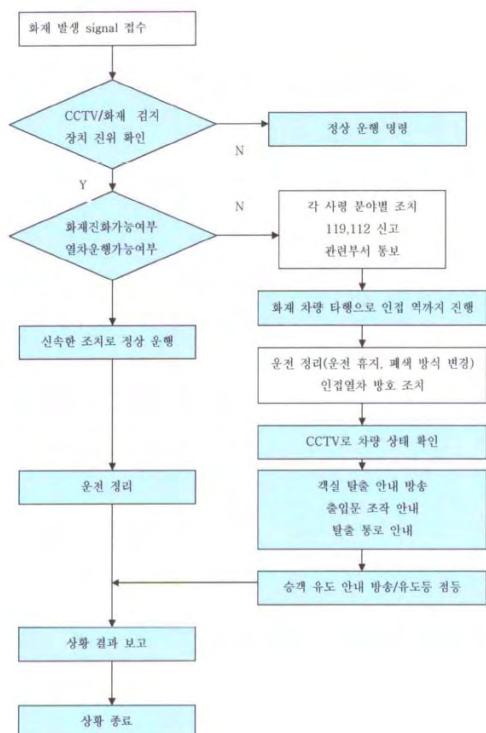 화재 발생 signal 접수
CCTV/화재 검지
장치 진위 확인
정상 운행 명령
N
Y
화재진화가능여부
열차운행가능여부
N
각 사령 분야별 조치
119,112 신고
관련부서 통보
화재 차량 타행으로 인접 역까지 진행
신속한 조치로 정상 운행
운전 정리(운전 휴지, 폐색 방식 변경)
인접열차 방호 조치
CCTV로 차량 상태 확인
운전 정리
객실 탈출 안내 방송
출입문 조작 안내
탈출 통로 안내
승객 유도 안내 방송/유도등 점등
상황 결과 보고
상황 종료